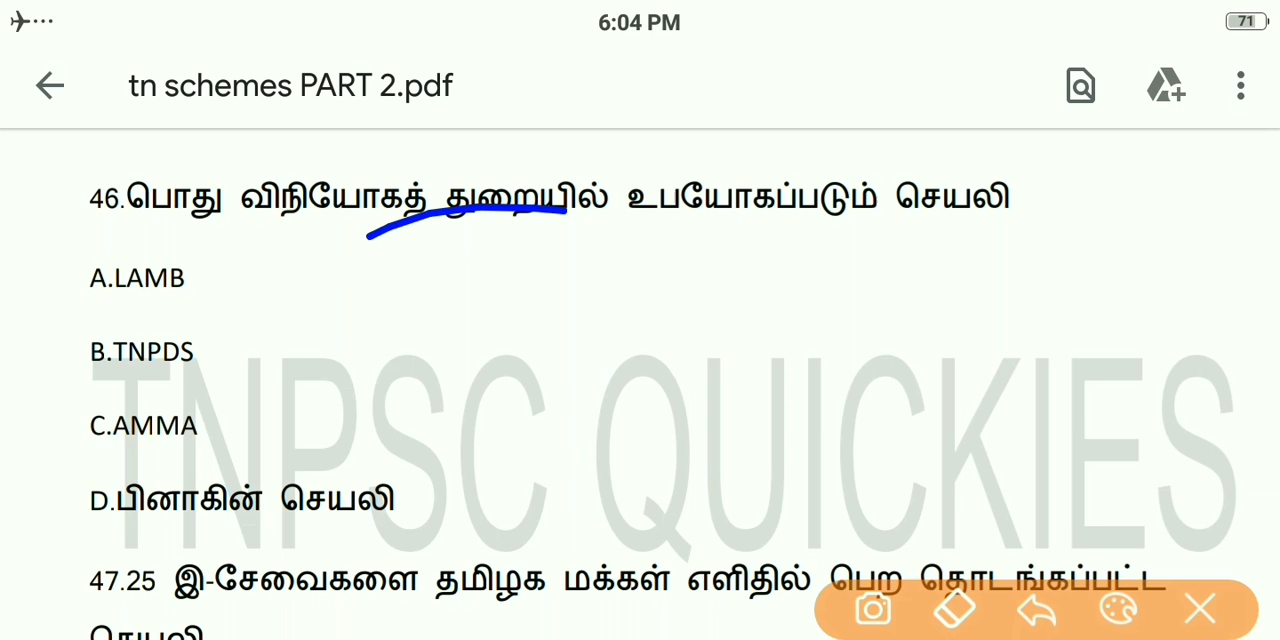 6:04 PM
71
tn schemes PART 2.pdf
46.பொது விநியோகத் துறையில் உபயோகப்படும் செயலி
A.LAMB
B.TNPDS
C.AMMA
D.பினாகின் செயலி
TNPSC QUICKIES
47.25 இ-சேவைகளை தமிழக மக்கள் எளிதில் பெற தொடங்கப்பட்ட
செயலி